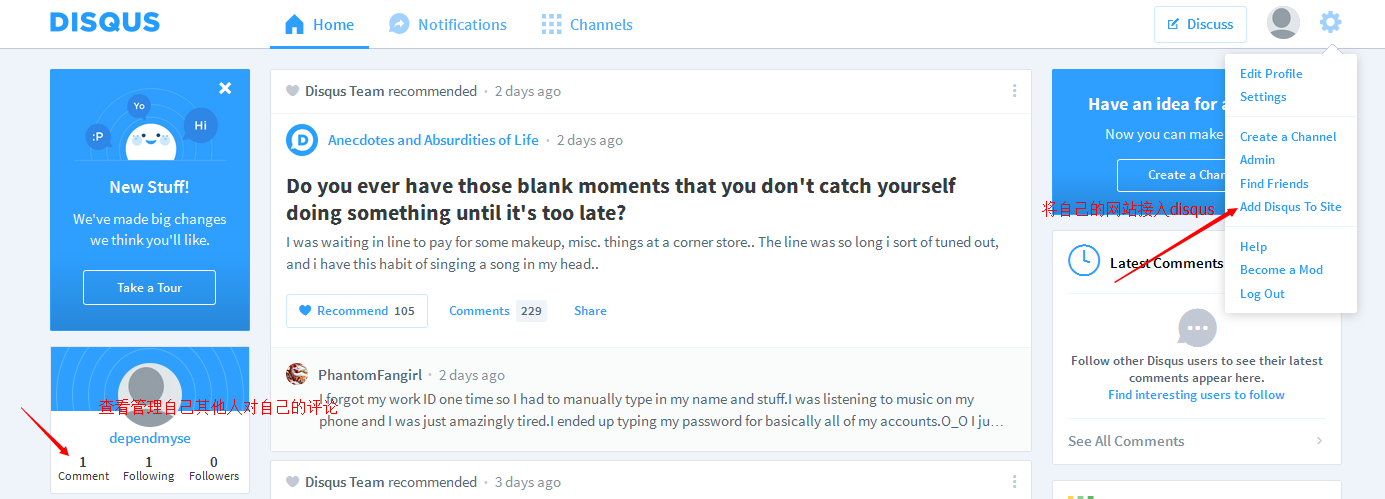 DISQUS
Home
Notifications
Channels
Discuss
Yo
:P
Hi
New Stuff!
We've made big changes
we think you'll like.
Take a Tour
查看管理自己其他人对自己的评论
dependmyse
1
Comment
1
Following
0
Followers
Disqus Team recommended • 2 days ago
Anecdotes and Absurdities of Life • 2 days ago
Do you ever have those blank moments that you don't catch yourself
doing something until it's too late?
I was waiting in line to pay for some makeup, misc. things at a corner store.. The line was so long i sort of tuned out,
and i have this habit of singing a song in my head..
Recommend 105
Comments 229
Share
PhantomFangirl • 2 days ago
I forgot my work ID one time so I had to manually type in my name and stuff.I was listening to music on my
phone and I was just amazingly tired.I ended up typing my password for basically all of my accounts.O_O I ju…
Disqus Team recommended • 3 days ago
Have an idea for a
Now you can make
Create a Chan
将自己的网站接入disqus
Edit Profile
Settings
Create a Channel
Admin
Find Friends
Add Disqus To Site
Help
Become a Mod
Log Out
Latest Comments
Follow other Disqus users to see their latest
comments appear here.
Find interesting users to follow
See All Comments